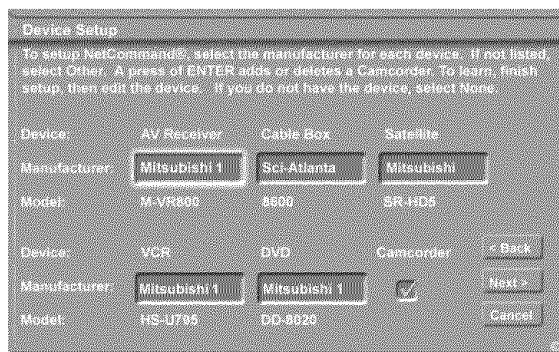 Device Setup
To setup NetCommand®, select the manufacturer for each device. If not listed,
select Other. A press of ENTER adds or deletes a Camcorder. To learn, finish
setup, then edit the device. If you do not have the device, select None.
Device: AV Receiver Cable Box Satellite
Manufacturer: Mitsubishi 1 Sci-Atlanta Mitsubishi
Model: M-VR800 8600 SR-HD5
Device: VCR DVD Camcorder < Back
Manufacturer: Mitsubishi 1 Mitsubishi 1 Next >
Model: HS-U795 DD-8020 Cancel